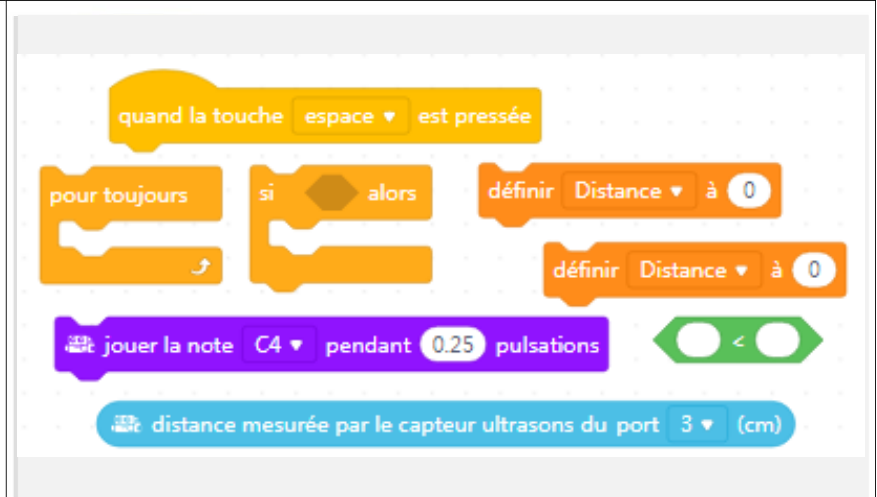 quand la touche espace est pressée
pour toujours
si alors
définir Distance à 0
définir Distance à 0
jouer la note C4 pendant 0.25 pulsations
<
distance mesurée par le capteur ultrasons du port 3 (cm)